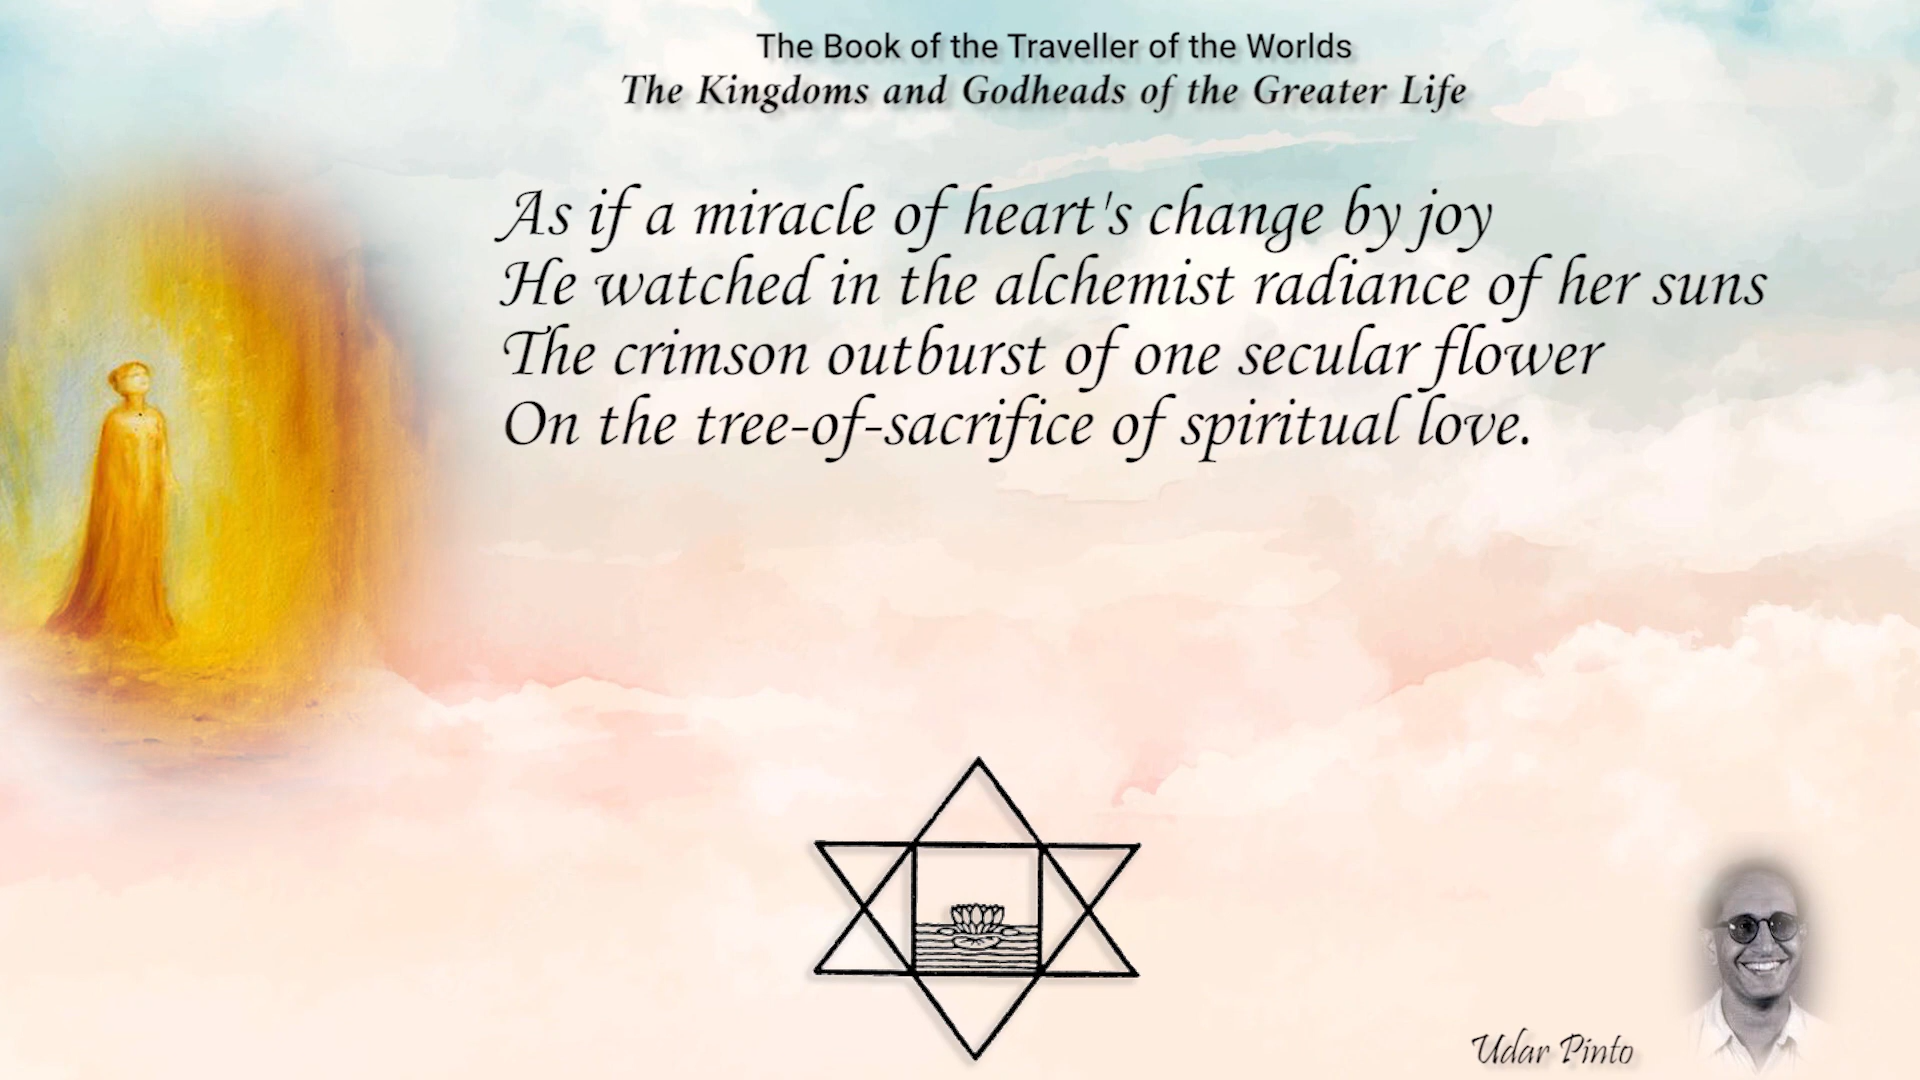 The Book of the Traveller of the Worlds
The Kingdoms and Godheads of the Greater Life
As if a miracle of heart's change by joy
He watched in the alchemist radiance of her suns
The crimson outburst of one secular flower
On the tree-of-sacrifice of spiritual love.
Udar Pinto